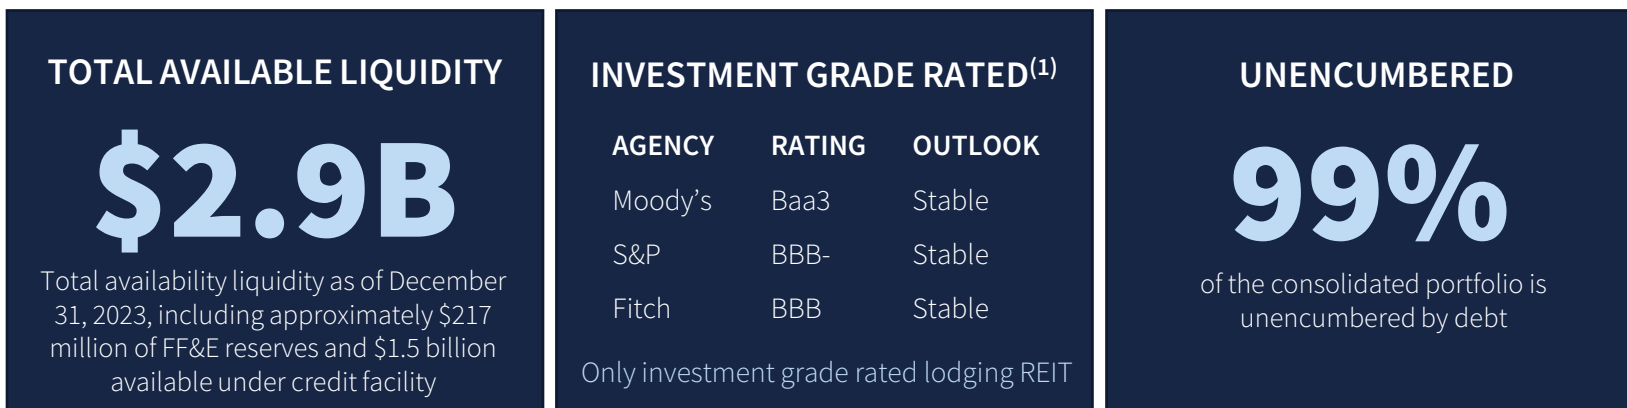 TOTAL AVAILABLE LIQUIDITY
$2.9B
Total availability liquidity as of December
31, 2023, including approximately $217
million of FF&E reserves and $1.5 billion
available under credit facility
INVESTMENT GRADE RATED(1)
AGENCY RATING OUTLOOK
Moody’s Baa3 Stable
S&P BBB- Stable
Fitch BBB Stable
Only investment grade rated lodging REIT
UNENCUMBERED
99%
of the consolidated portfolio is
unencumbered by debt